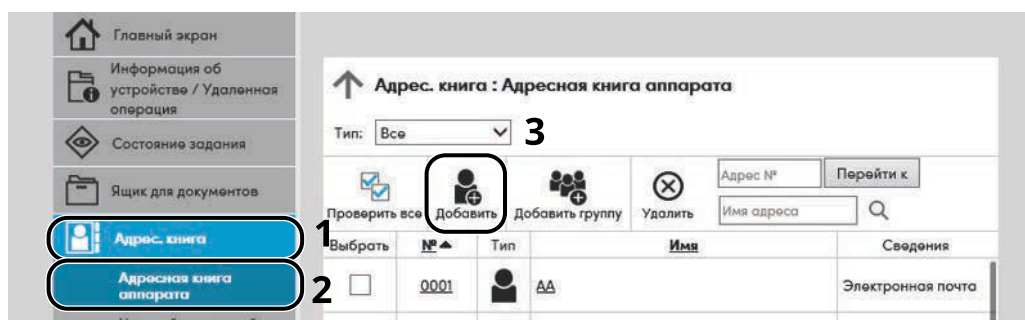 Главный экран
Информация об
устройстве / Удаленная
операция
Состояние задания
Ящик для документов
Адрес. книга
1
Адресная книга
аппарата
2
Адрес. книга : Адресная книга аппарата
Тип: Все
3
Проверить все Добавить Добавить группу Удалить
Адрес № Перейти к
Имя адреса
Выбрать № Тип Имя Сведения
0001 AA Электронная почта